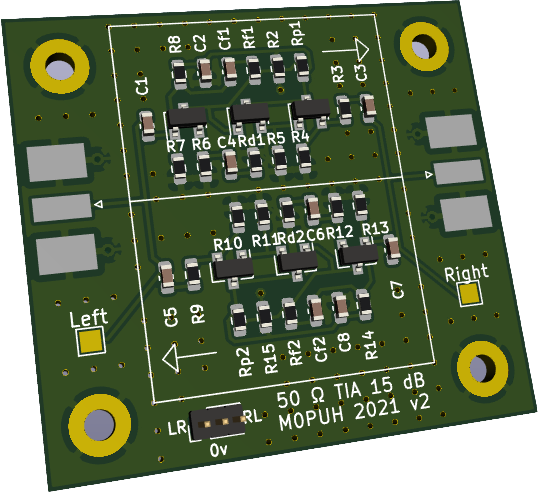 R8 C2 Cf1 Rf1 R2 Rp1
C1 R3 C3
R7 R6 C4 Rd1 R5 R4
R10 R11 Rd2 C6 R12 R13
Left Right
C5 R9 C7
Rp2 R15 Rf2 Cf2 C8 R14
50 Ω TIA 15 dB
MOPUH 2021 v2
LR RL
0v